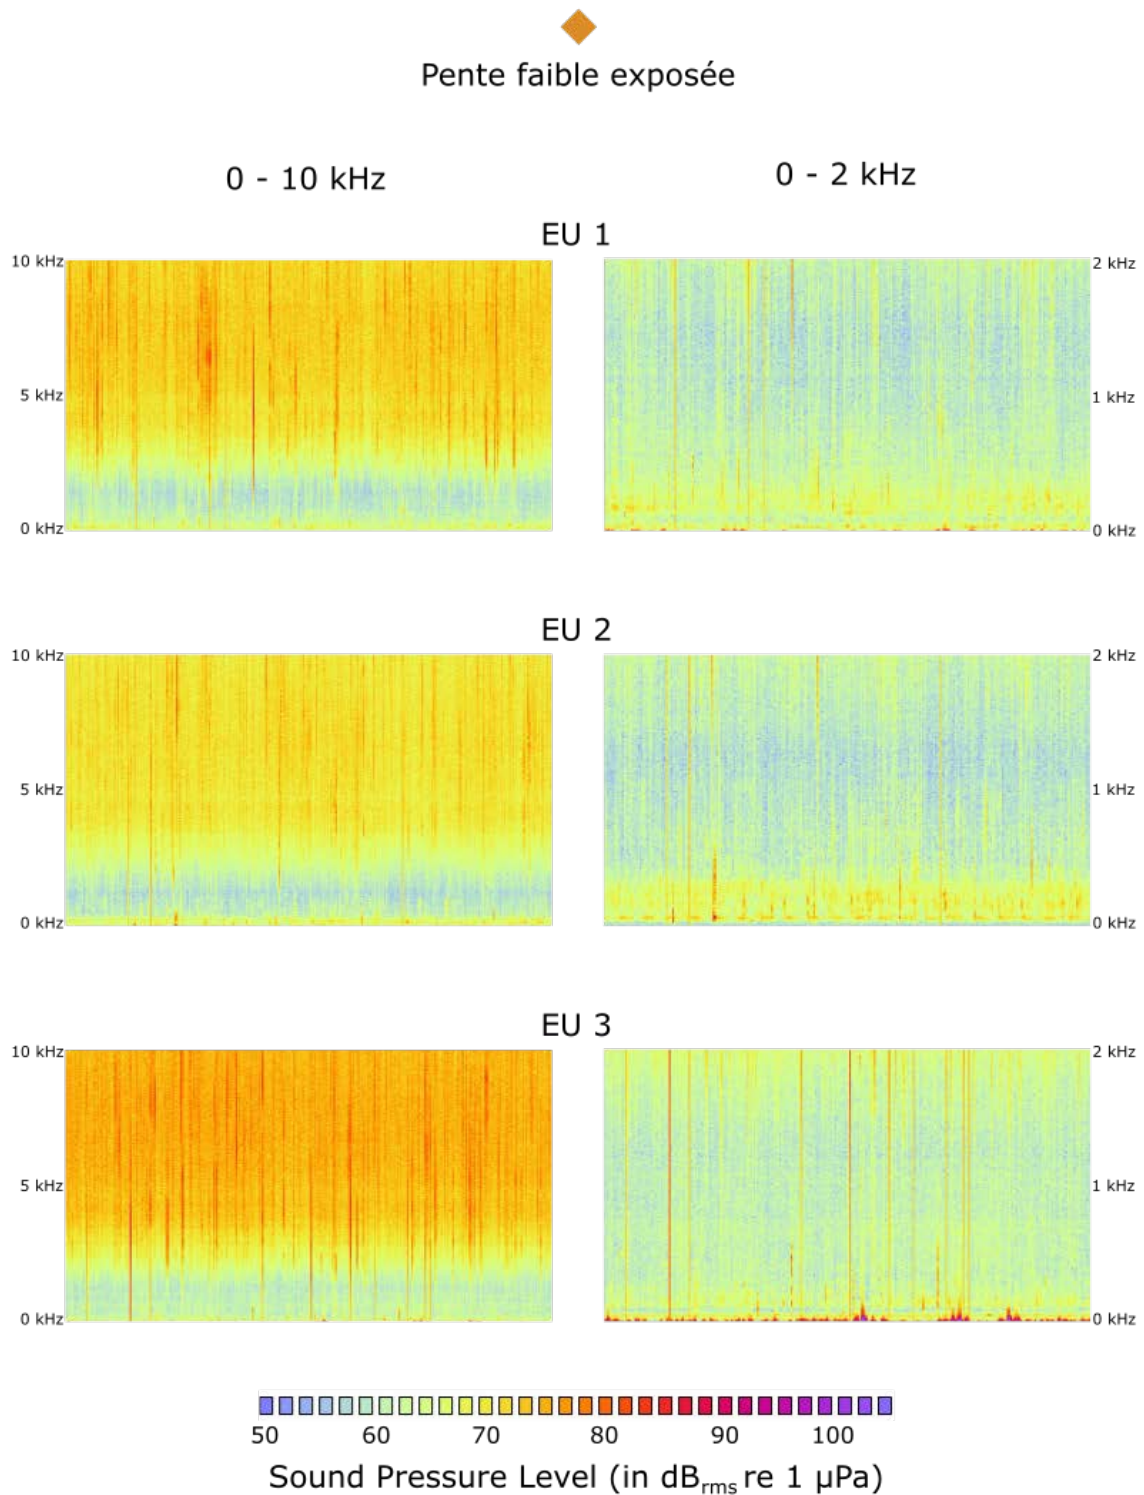 Pente faible exposée
0 - 10 kHz
0 - 2 kHz
EU 1
10 kHz
5 kHz
0 kHz
2 kHz
1 kHz
0 kHz
EU 2
10 kHz
5 kHz
0 kHz
2 kHz
1 kHz
0 kHz
EU 3
10 kHz
5 kHz
0 kHz
2 kHz
1 kHz
0 kHz
50 60 70 80 90 100
Sound Pressure Level (in dBrms re 1 µPa)